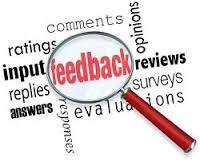 comments
opinions
ratings
input
feedback
reviews
replies
surveys
answers
evaluations
responses